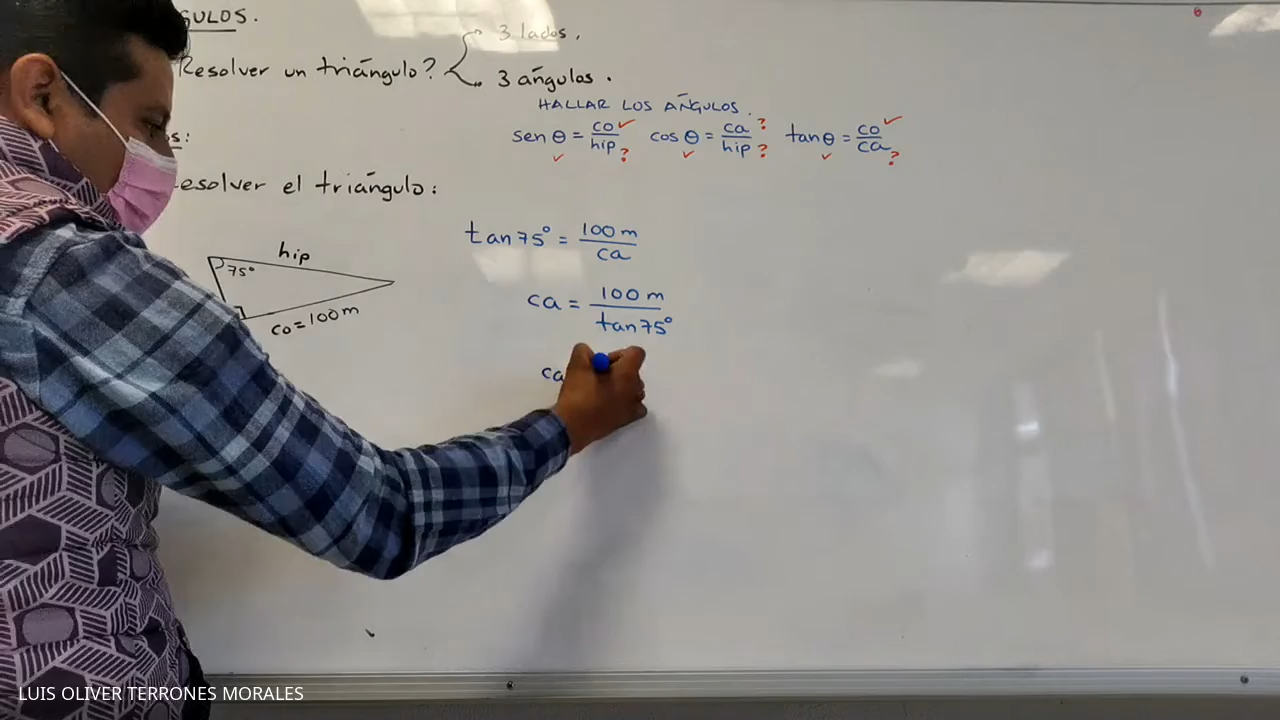 GULOS.
3 lados.
Resolver un triángulo?
3 ángulos.
HALLAR LOS ÁNGULOS.
sen θ = co/hip ✓ ? cos θ = ca/hip ? ? tan θ = co/ca ✓ ?
✓ ✓ ✓
s:
esolver el triángulo:
tan 75° = 100 m/ca
hip
75°
ca = 100 m/tan 75°
co = 100 m
ca
LUIS OLIVER TERRONES MORALES